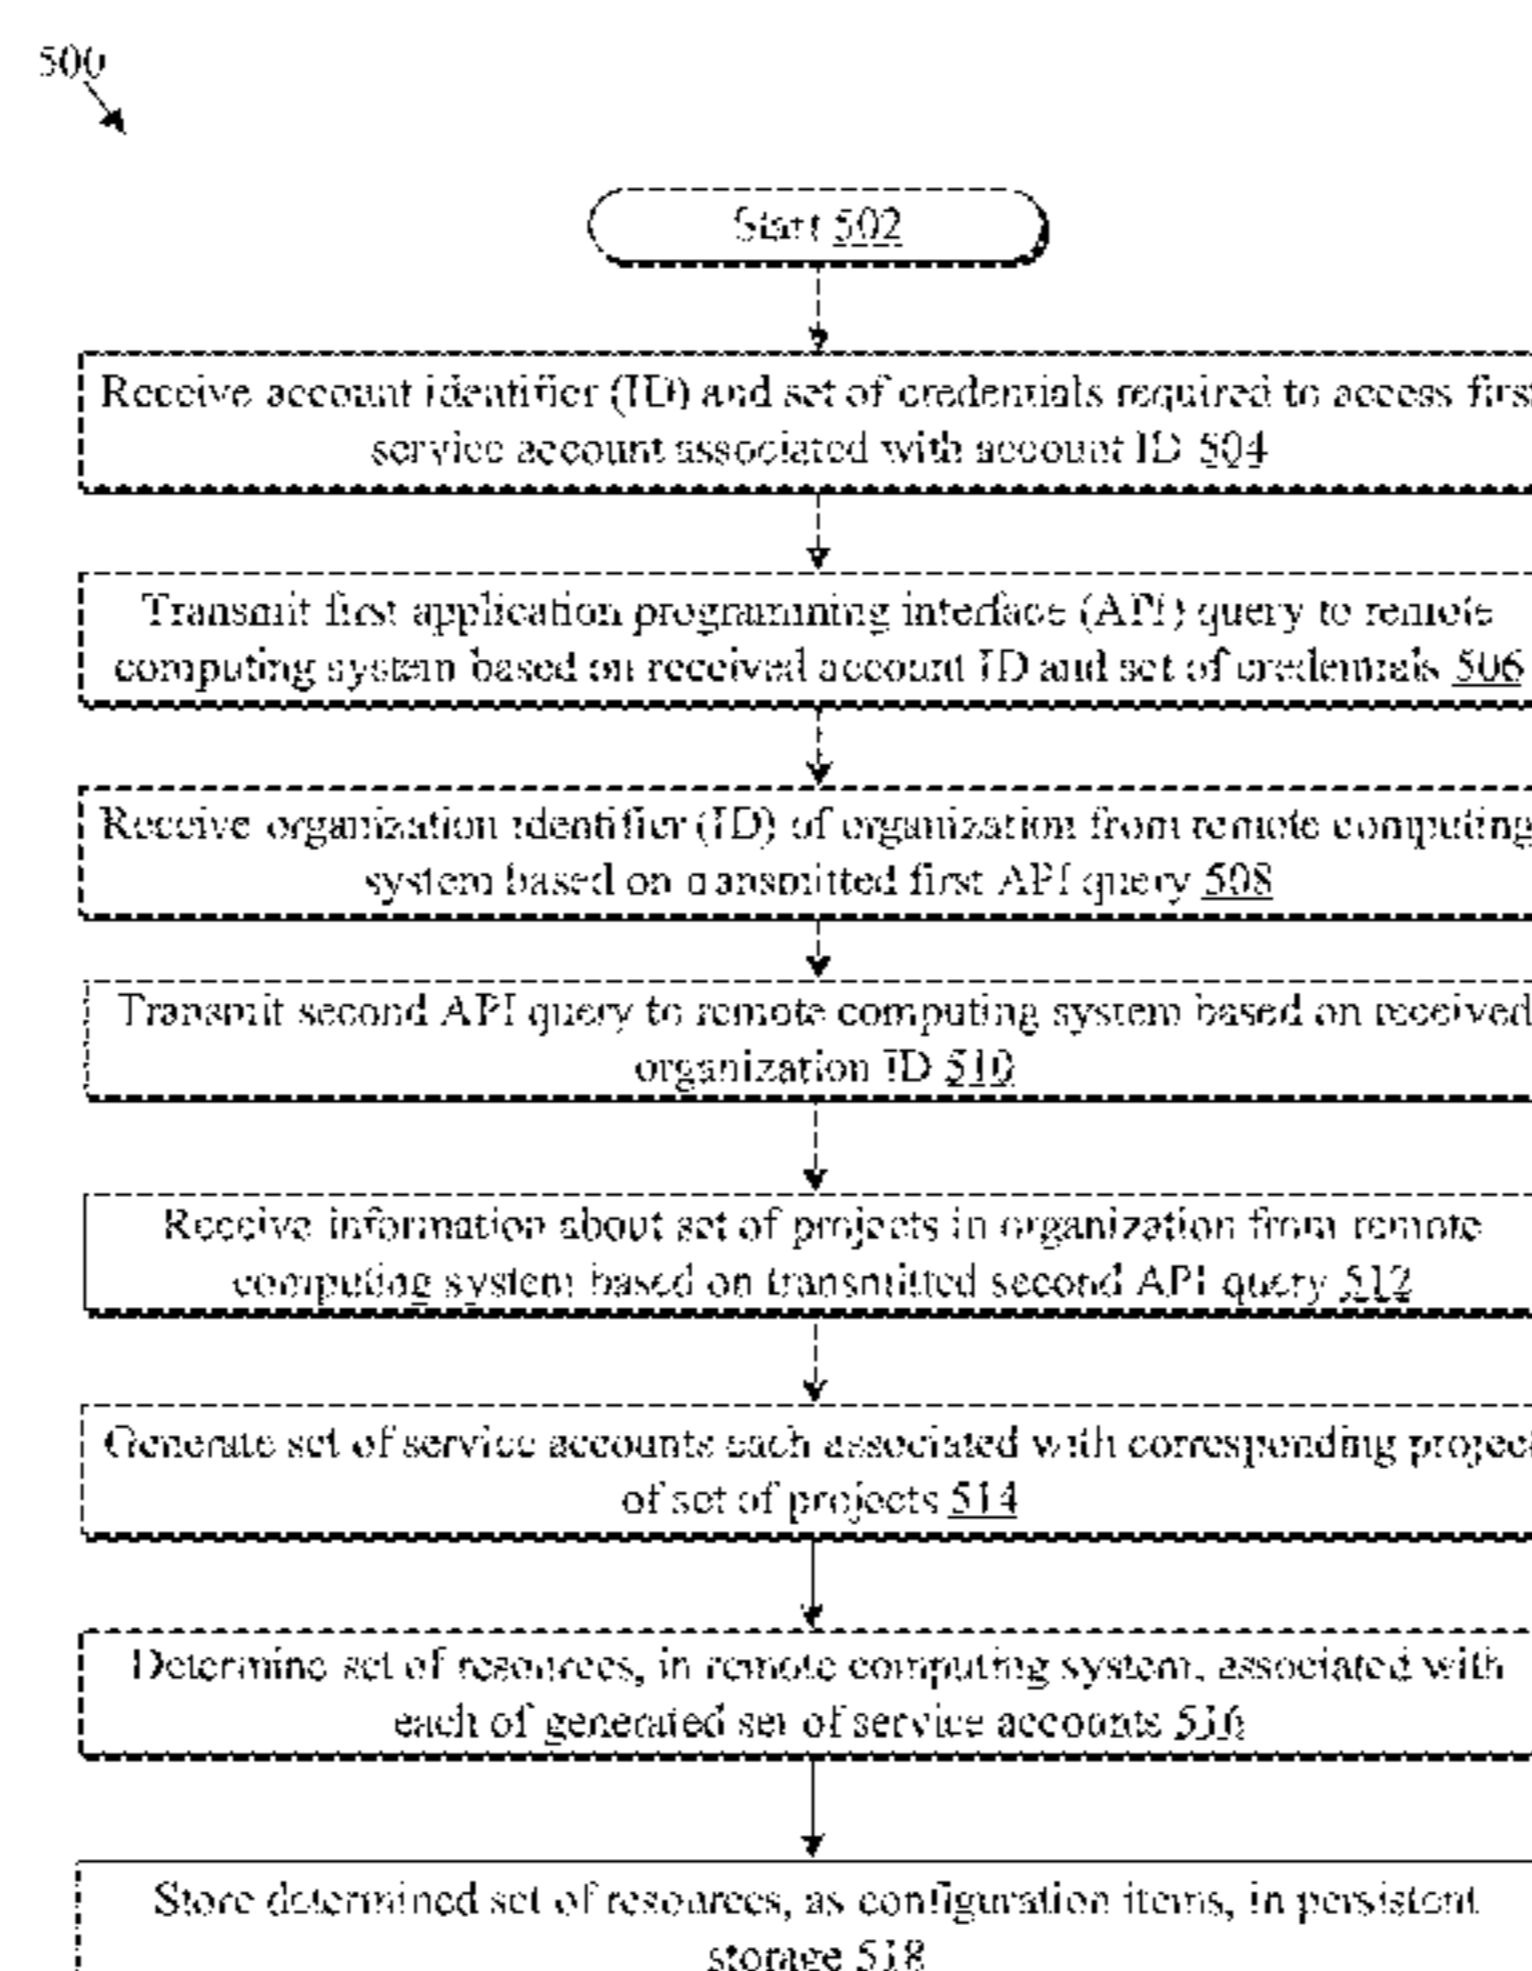 500
Start 502
Receive account identifier (ID) and set of credentials required to access first
service account associated with account ID 504
Transmit first application programming interface (API) query to remote
computing system based on received account ID and set of credentials 506
Receive organization identifier (ID) of organization from remote computing
system based on transmitted first API query 508
Transmit second API query to remote computing system based on received
organization ID 510
Receive information about set of projects in organization from remote
computing system based on transmitted second API query 512
Generate set of service accounts each associated with corresponding project
of set of projects 514
Determine set of resources, in remote computing system, associated with
each of generated set of service accounts 516
Store determined set of resources, as configuration items, in persistent
storage 518